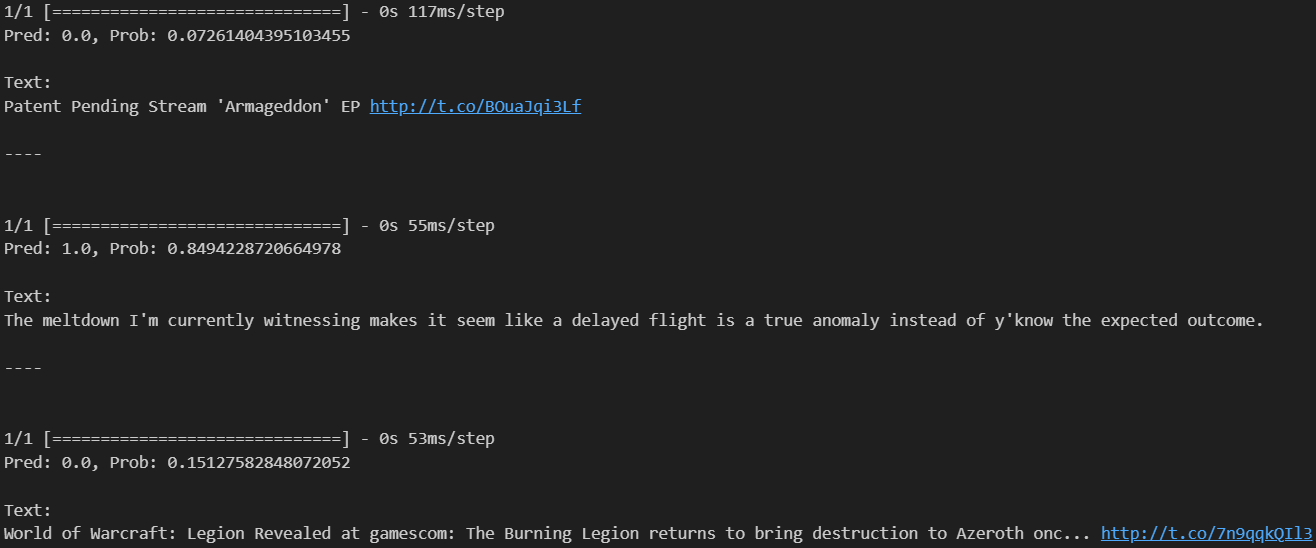 1/1 [==============================] - 0s 117ms/step
Pred: 0.0, Prob: 0.07261404395103455
Text:
Patent Pending Stream 'Armageddon' EP http://t.co/BOuaJqi3Lf
----
1/1 [==============================] - 0s 55ms/step
Pred: 1.0, Prob: 0.8494228720664978
Text:
The meltdown I'm currently witnessing makes it seem like a delayed flight is a true anomaly instead of y'know the expected outcome.
----
1/1 [==============================] - 0s 53ms/step
Pred: 0.0, Prob: 0.15127582848072052
Text:
World of Warcraft: Legion Revealed at gamescom: The Burning Legion returns to bring destruction to Azeroth onc... http://t.co/7n9qqkQIl3